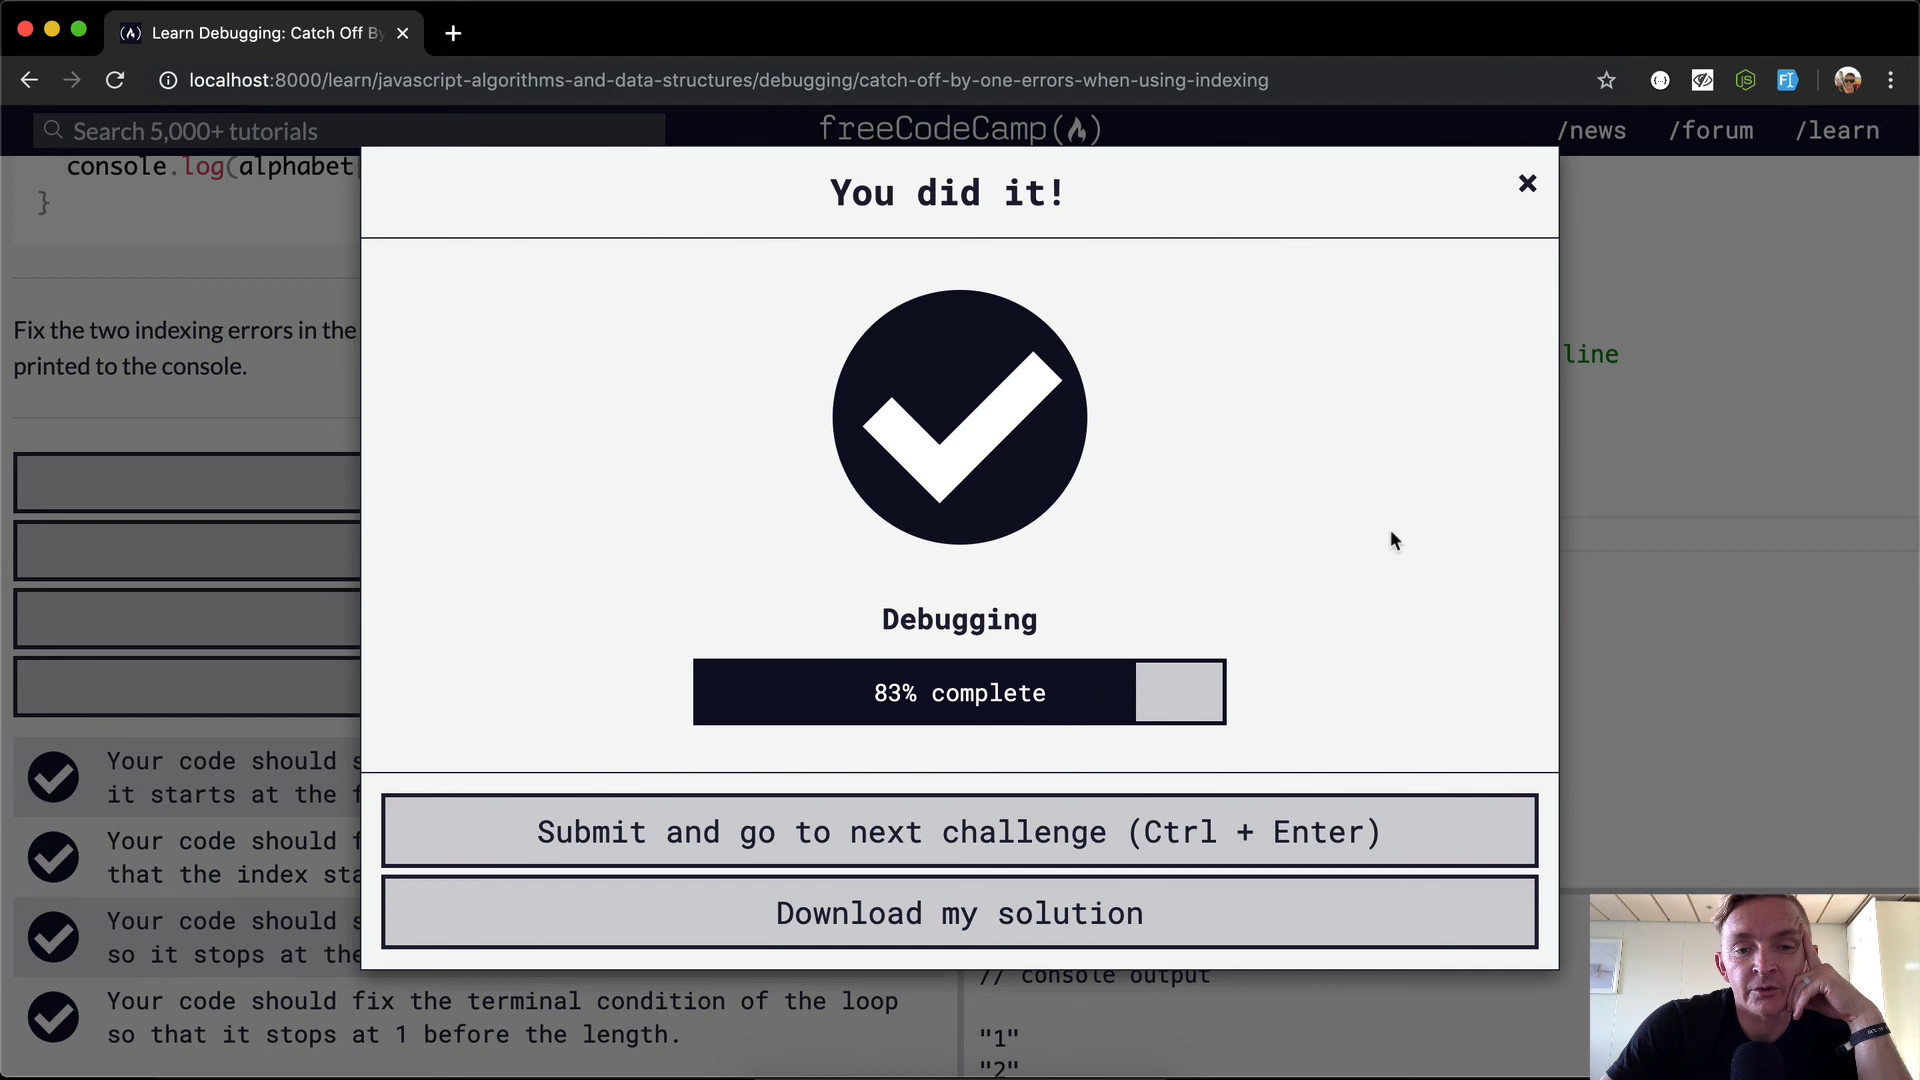 Learn Debugging: Catch Off By
localhost:8000/learn/javascript-algorithms-and-data-structures/debugging/catch-off-by-one-errors-when-using-indexing
Search 5,000+ tutorials
freeCodeCamp
/news /forum /learn
console.log(alphabet
}
You did it!
Fix the two indexing errors in the
printed to the console.
line
Debugging
83% complete
Submit and go to next challenge (Ctrl + Enter)
Download my solution
Your code should s
it starts at the f
Your code should f
that the index sta
Your code should s
so it stops at the
Your code should fix the terminal condition of the loop
so that it stops at 1 before the length.
// console output
"1"
"2"